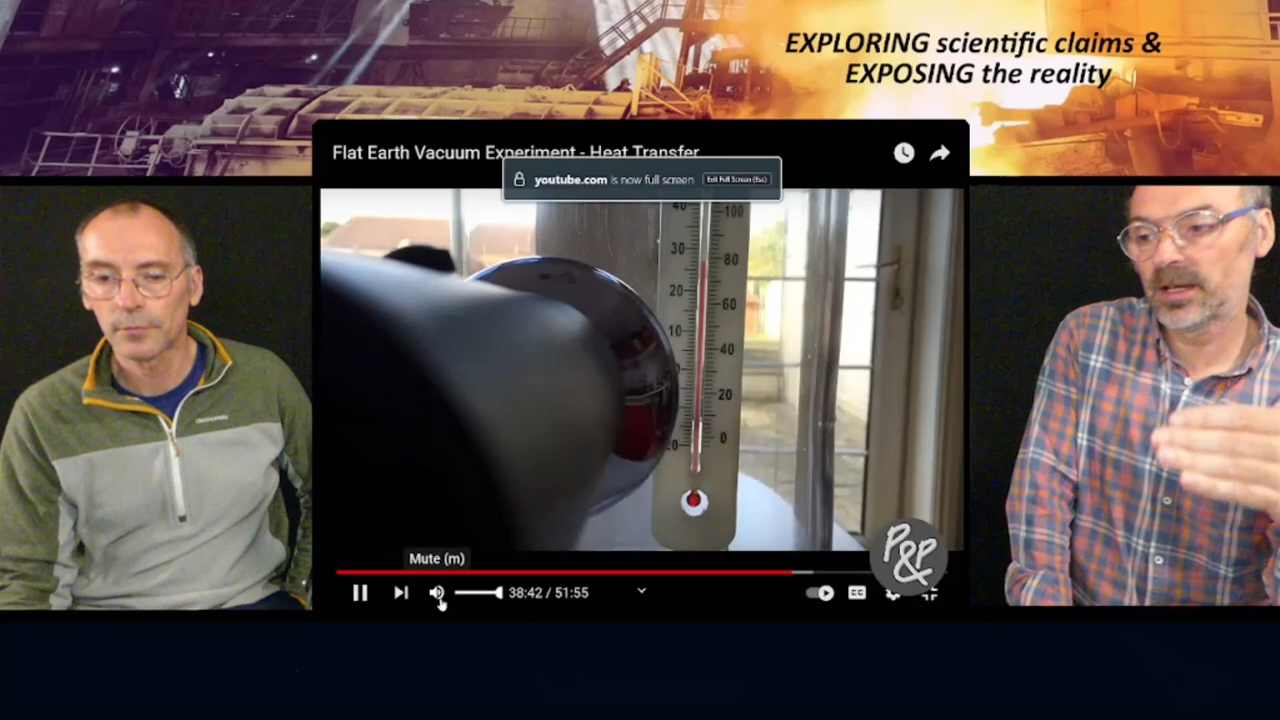 EXPLORING scientific claims &
EXPOSING the reality
Flat Earth Vacuum Experiment - Heat Transfer
youtube.com is now full screen Exit Full Screen (Esc)
40 100
30 80
20 60
10 40
20
0 0
P&P
Mute (m)
38:42 / 51:55
CC